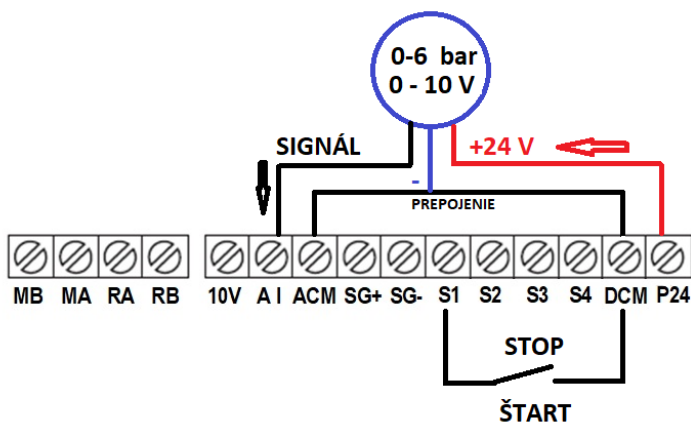 0-6 bar
0 - 10 V
SIGNÁL
+24 V
-
PREPOJENIE
MB MA RA RB 10V A I ACM SG+ SG- S1 S2 S3 S4 DCM P24
STOP
ŠTART